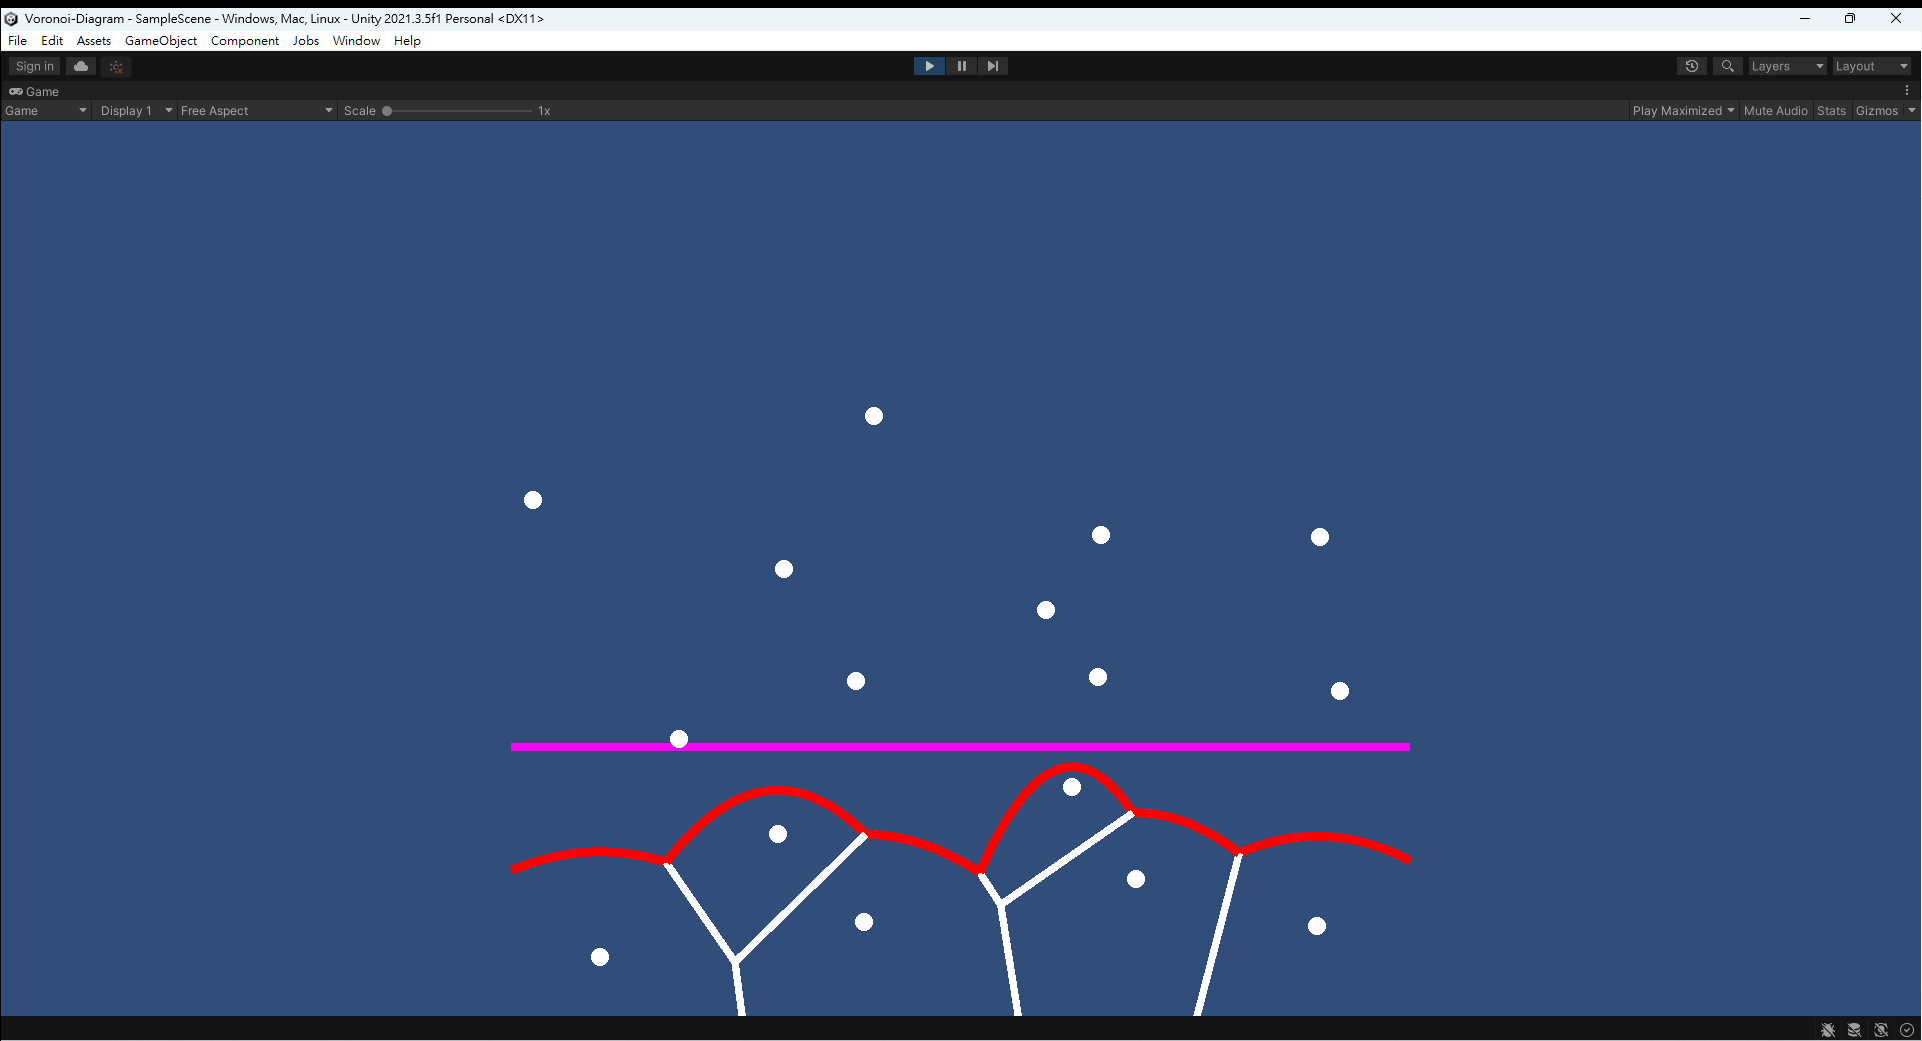 Voronoi-Diagram - SampleScene - Windows, Mac, Linux - Unity 2021.3.5f1 Personal <DX11>
File Edit Assets GameObject Component Jobs Window Help
Sign in Layers Layout
Game
Game Display 1 Free Aspect Scale 1x Play Maximized Mute Audio Stats Gizmos